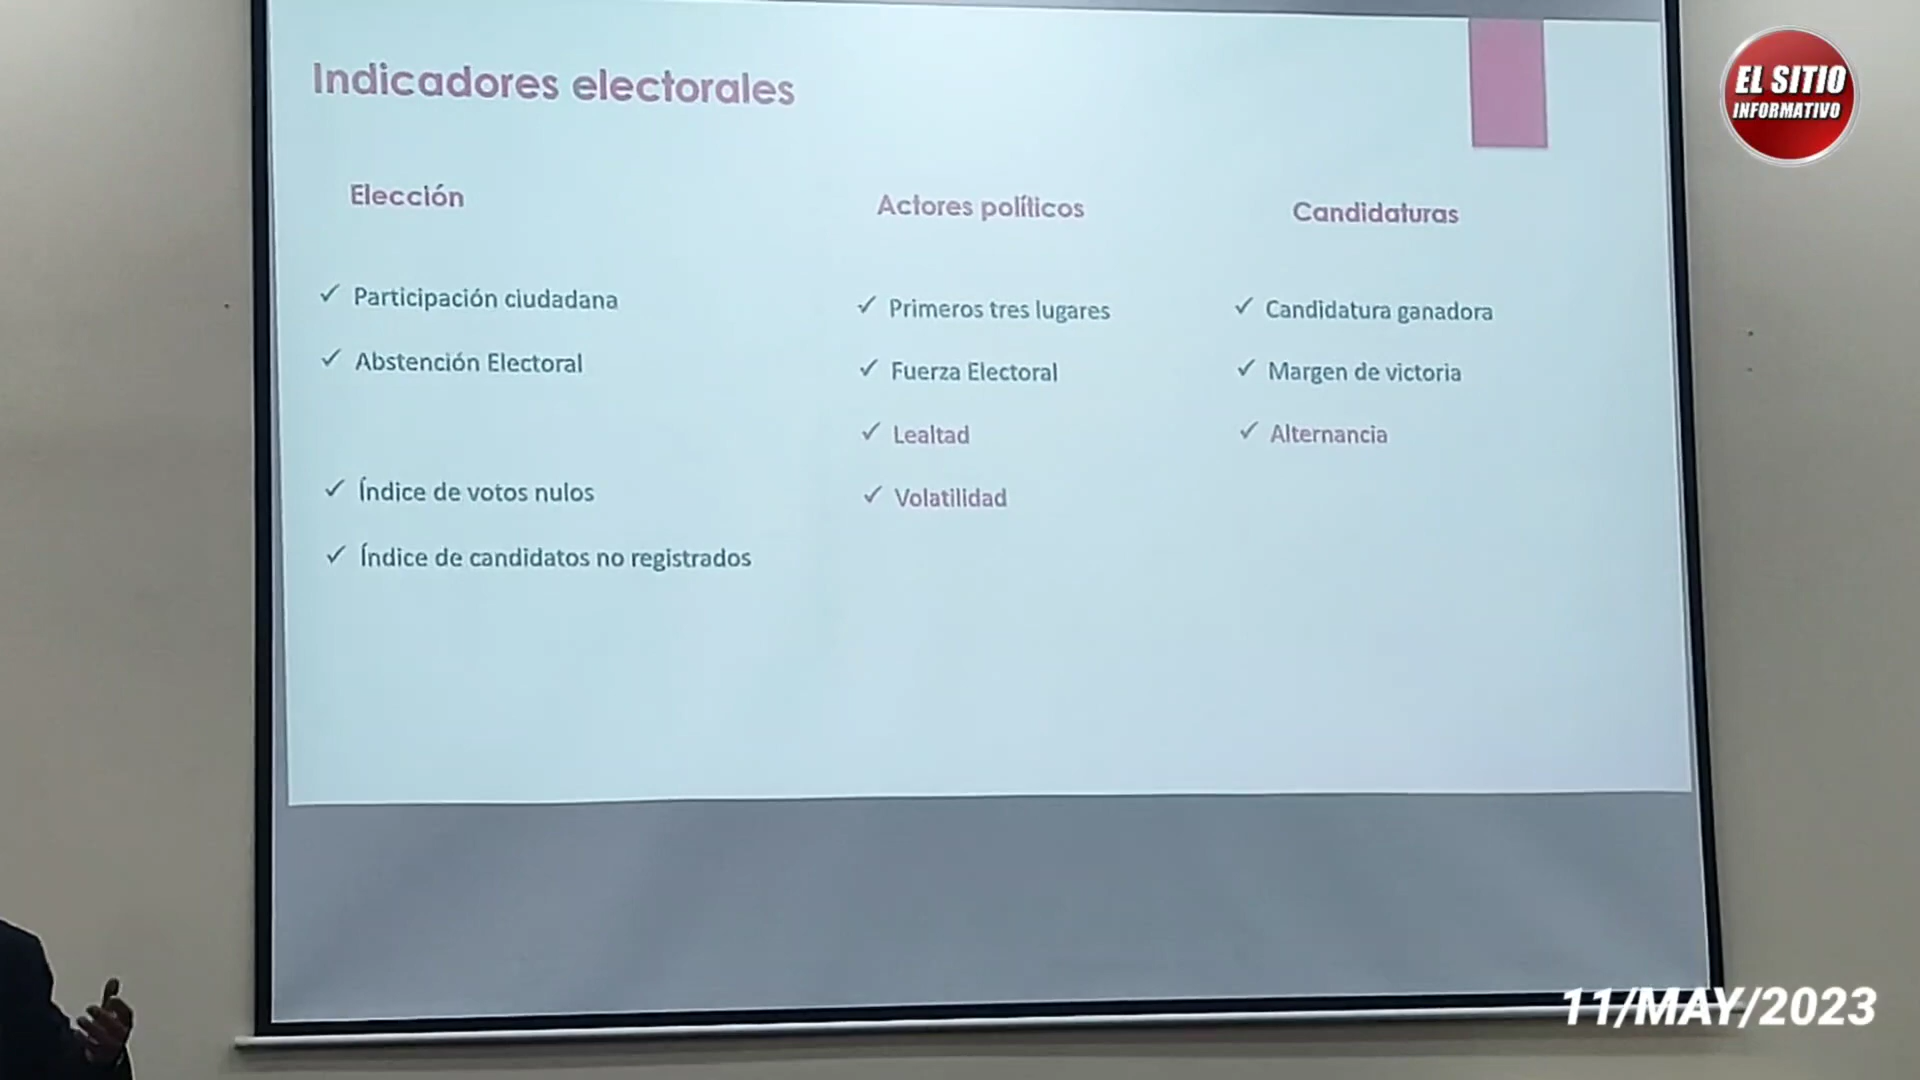 Indicadores electorales
EL SITIO
INFORMATIVO
Elección
✓ Participación ciudadana
✓ Abstención Electoral
✓ Índice de votos nulos
✓ Índice de candidatos no registrados
Actores políticos
✓ Primeros tres lugares
✓ Fuerza Electoral
✓ Lealtad
✓ Volatilidad
Candidaturas
✓ Candidatura ganadora
✓ Margen de victoria
✓ Alternancia
11/MAY/2023